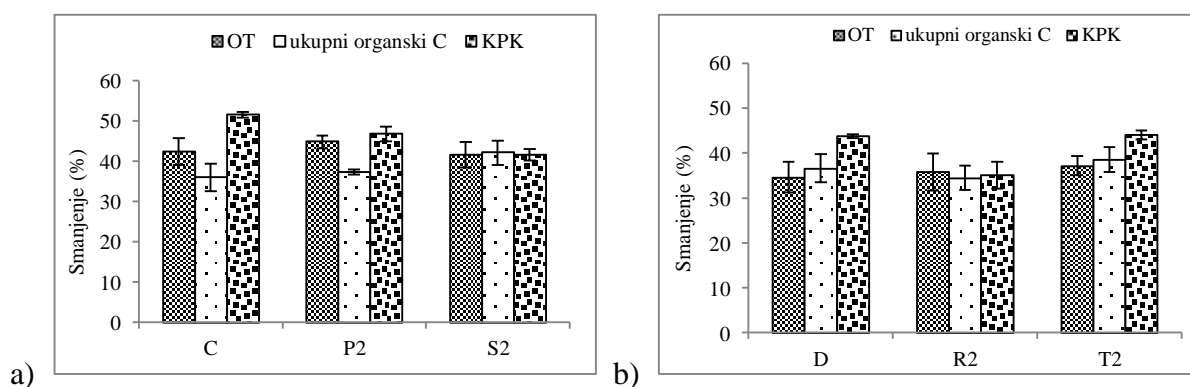 OT ukupni organski C KPK
Smanjenje (%)
60
50
40
30
20
10
0
C P2 S2
a)
OT ukupni organski C KPK
Smanjenje (%)
60
50
40
30
20
10
0
D R2 T2
b)